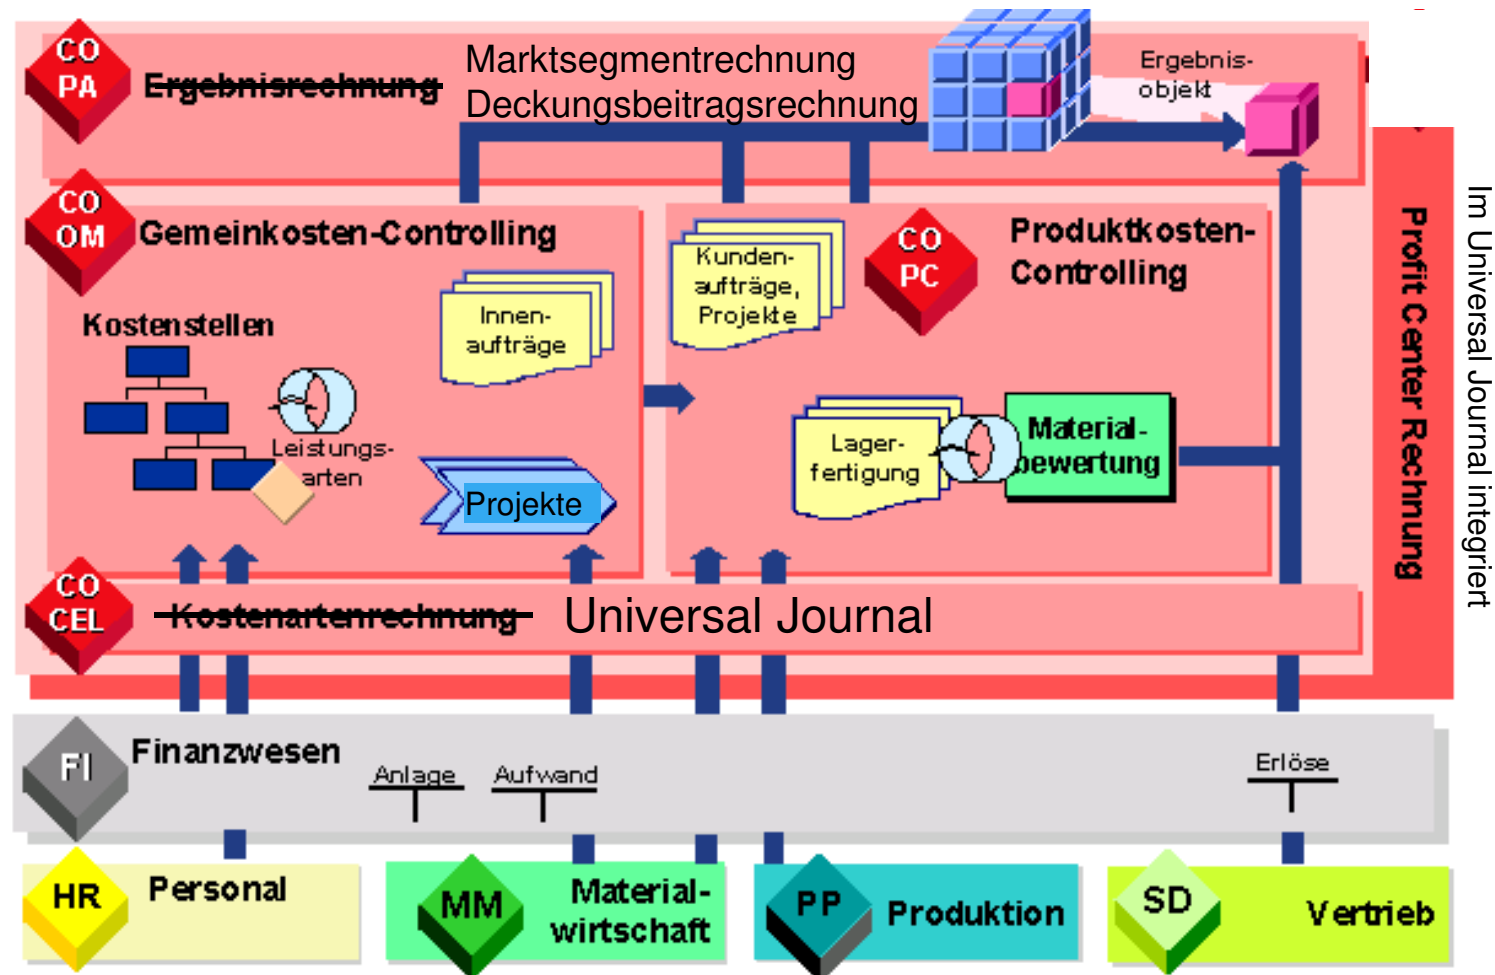 CO
PA
Ergebnisrechnung
Marktsegmentrechnung
Deckungsbeitragsrechnung
Ergebnis-
objekt
CO
OM
Gemeinkosten-Controlling
Kostenstellen
Leistungs-
arten
Innen-
aufträge
Projekte
Kunden-
aufträge,
Projekte
CO
PC
Produktkosten-
Controlling
Lager-
fertigung
Material-
bewertung
CO
CEL
Kostenartenrechnung
Universal Journal
Profit Center Rechnung
Im Universal Journal integriert
FI
Finanzwesen
Anlage
Aufwand
Erlöse
HR
Personal
MM
Material-
wirtschaft
PP
Produktion
SD
Vertrieb